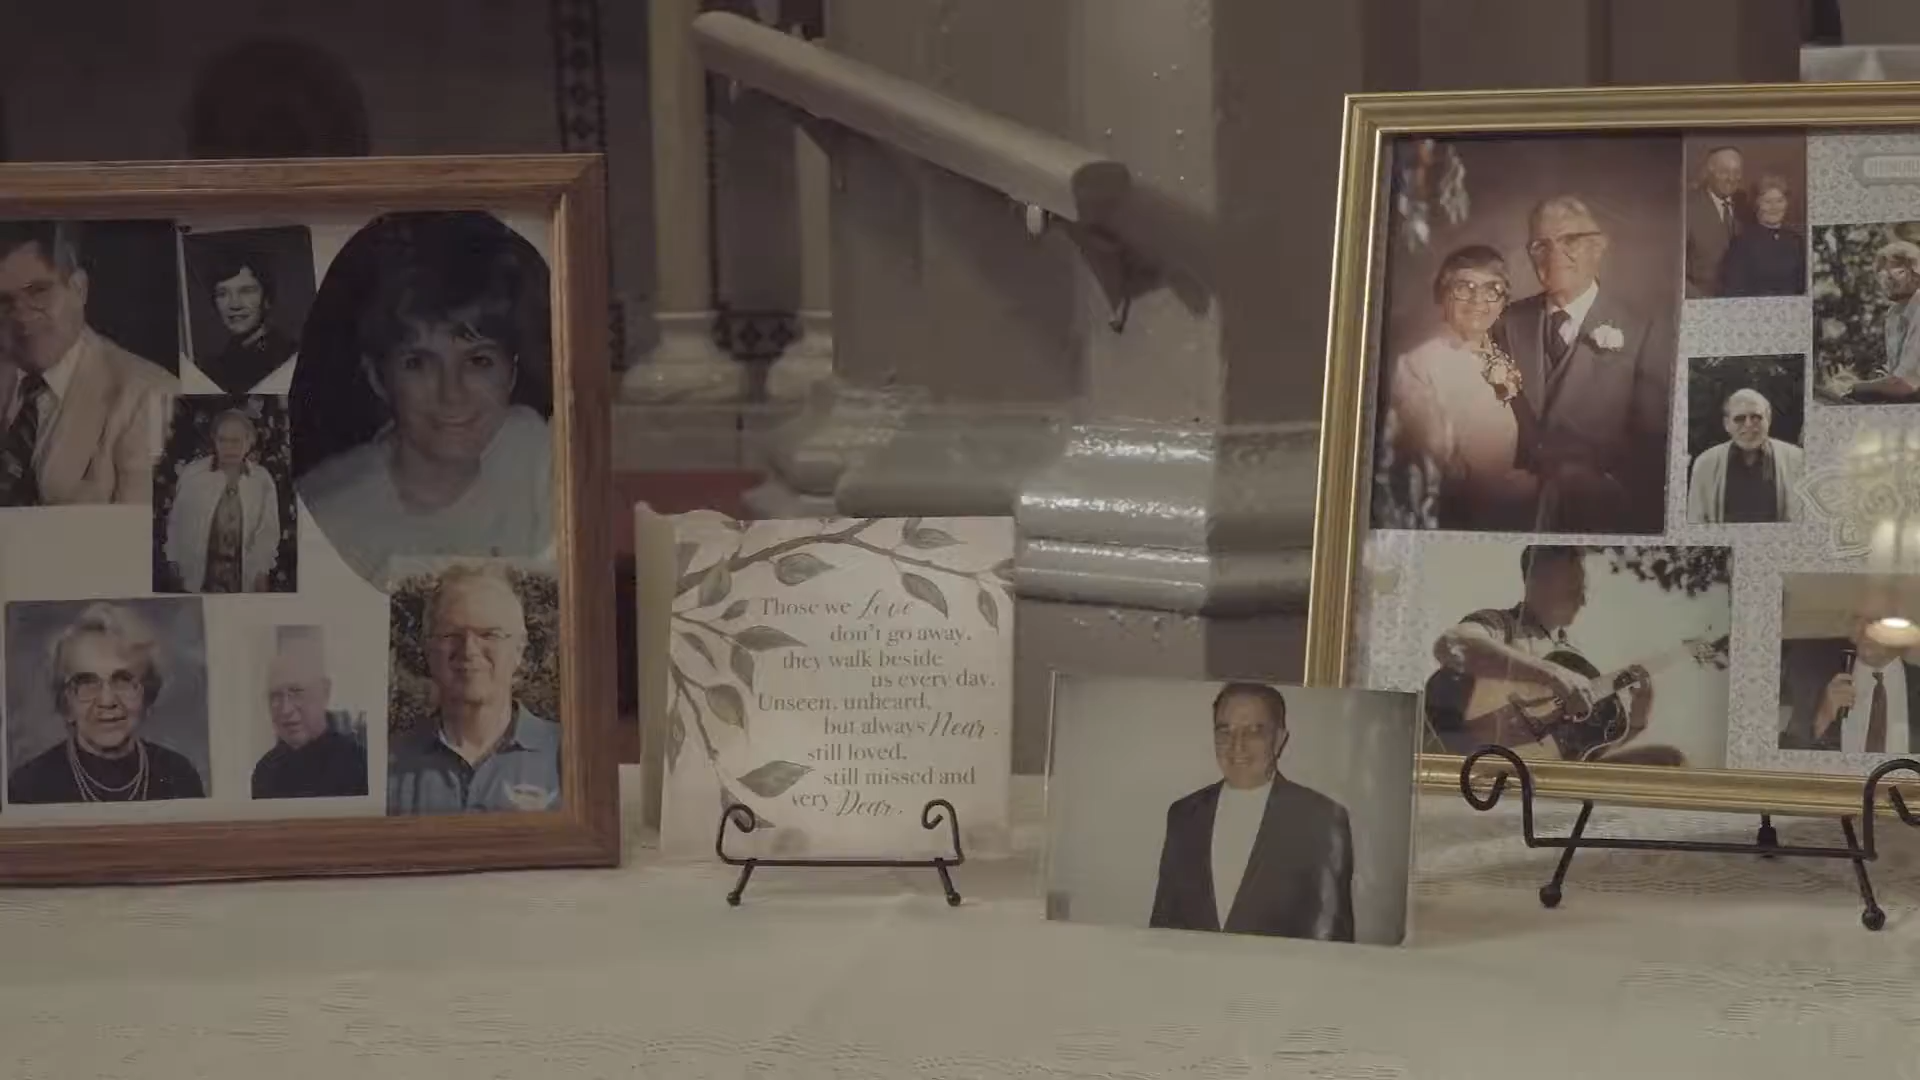 Those we love
don't go away,
they walk beside
us every day.
Unseen, unheard,
but always Near.
still loved,
still missed and
very Dear.